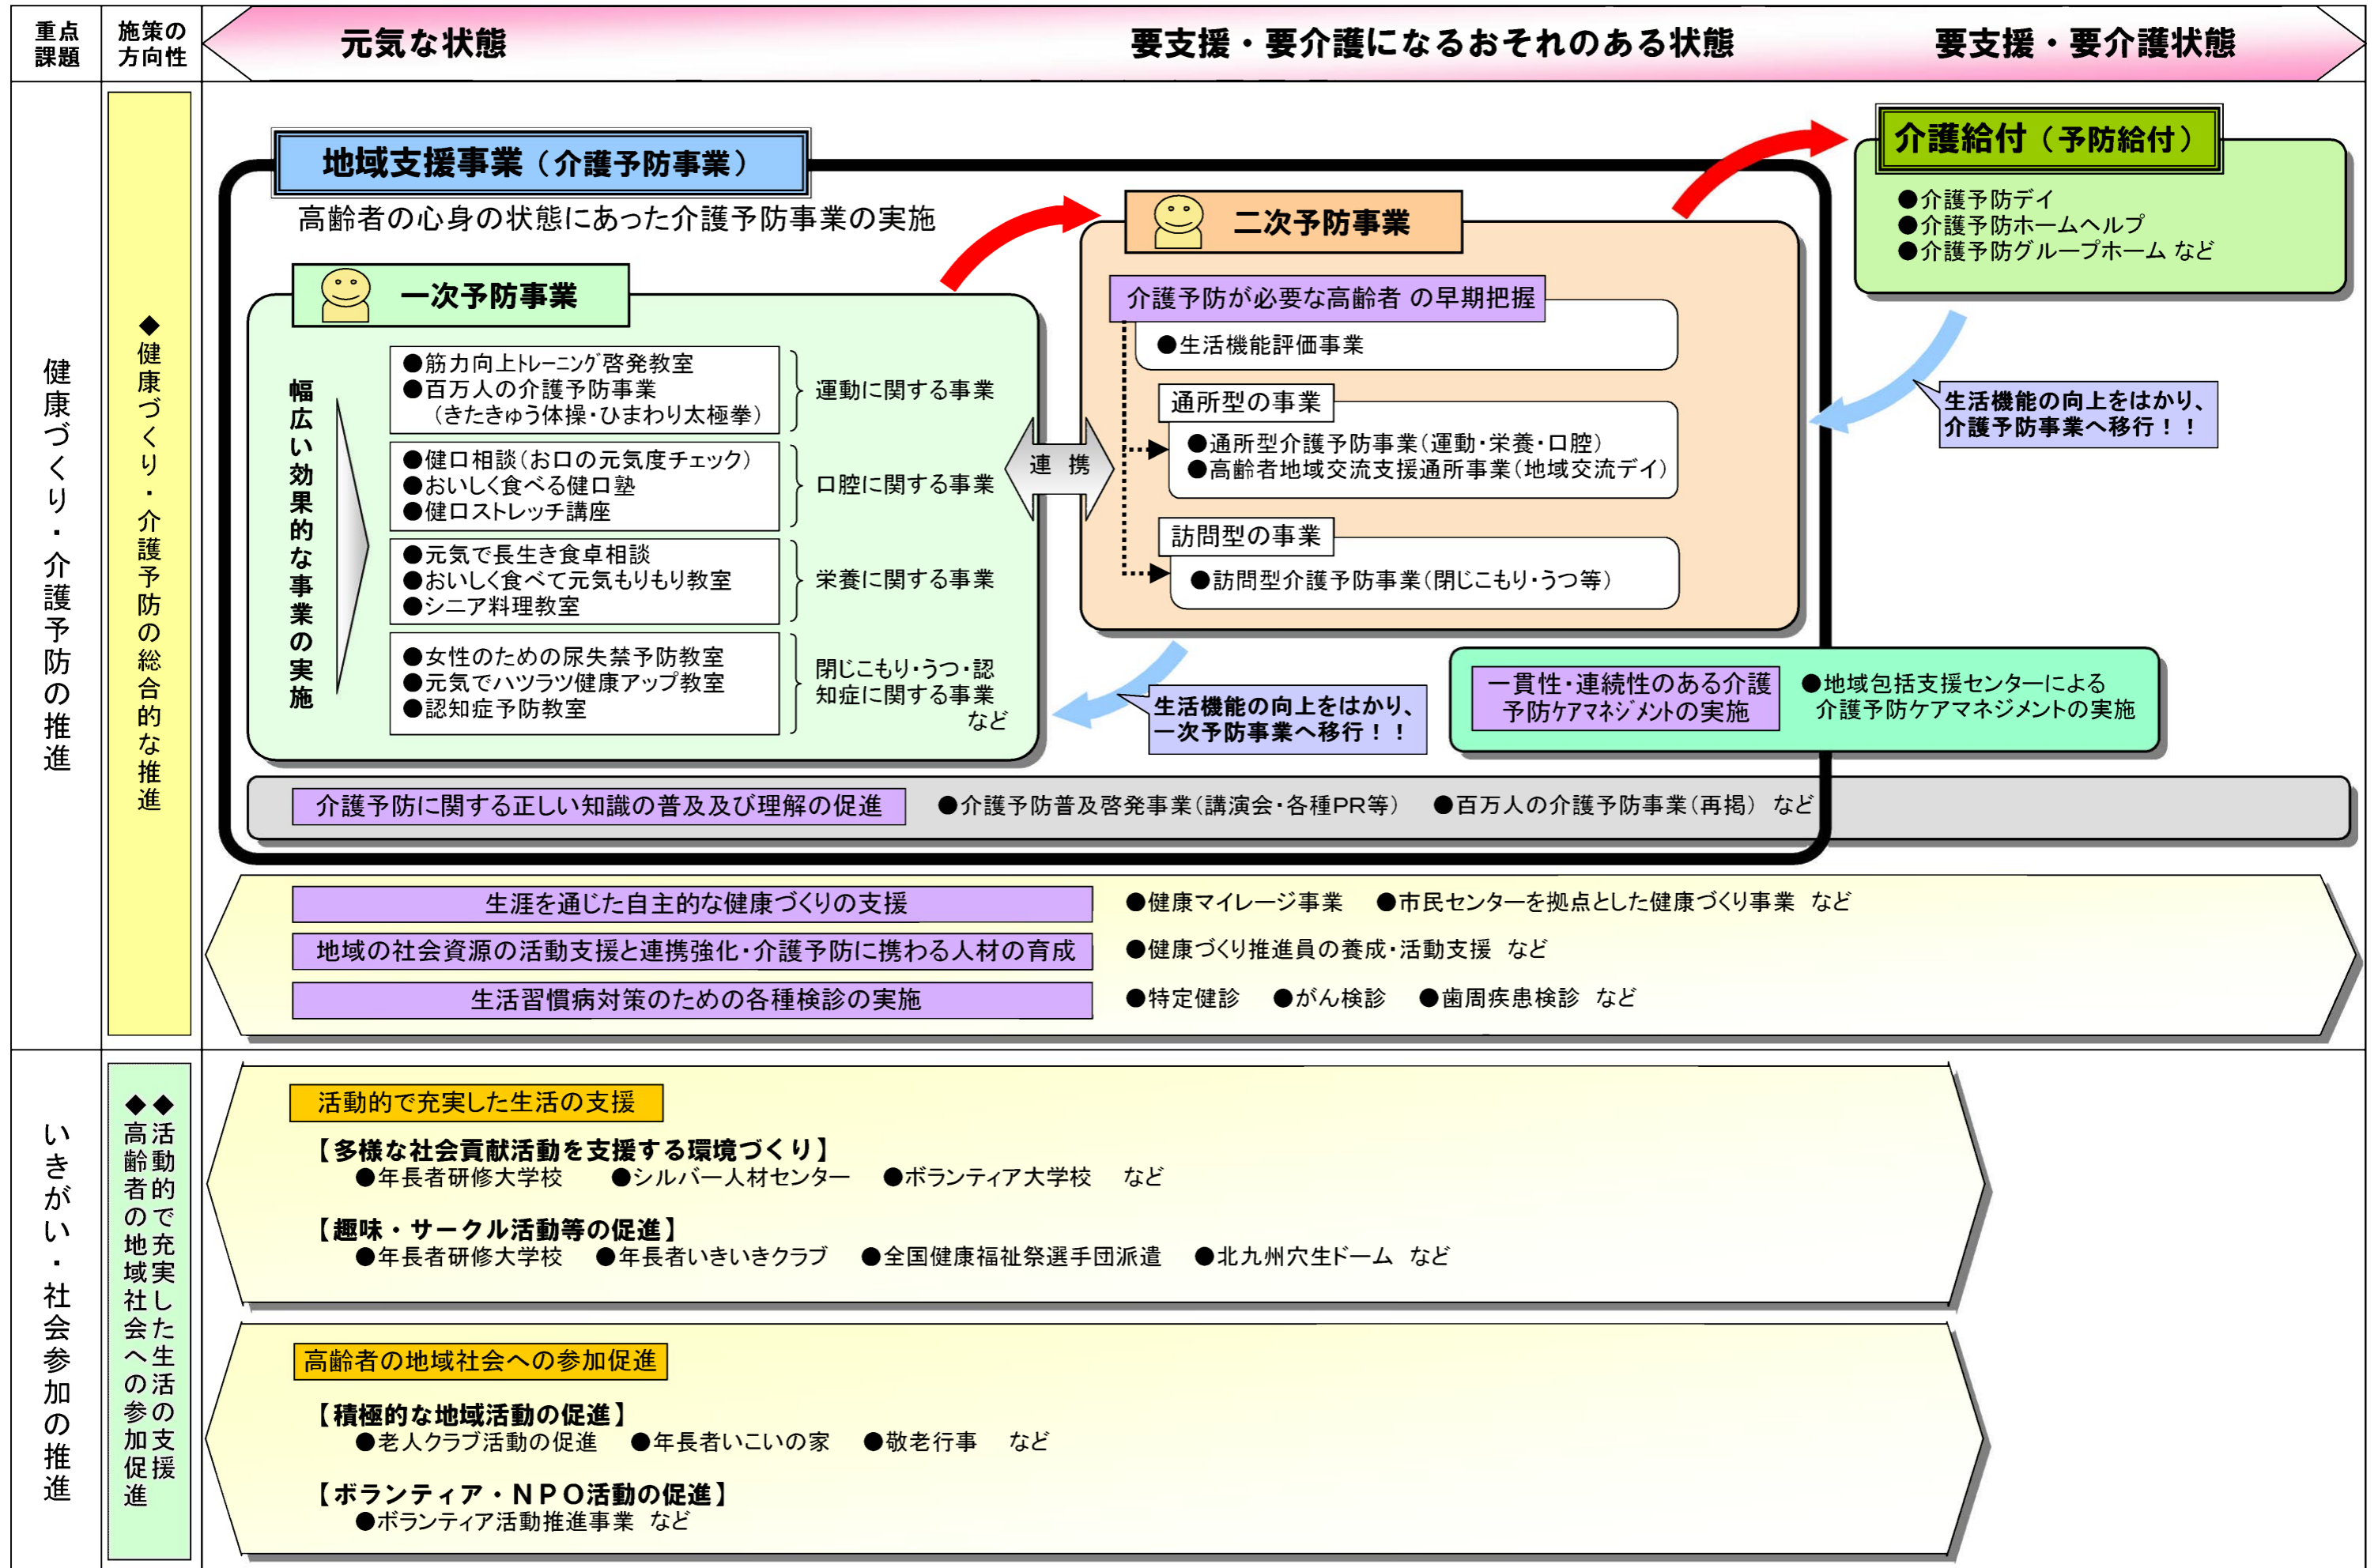 重点
課題
施策の
方向性
元気な状態
要支援・要介護になるおそれのある状態
要支援・要介護状態
健康づくり・介護予防の推進
◆健康づくり・介護予防の総合的な推進
地域支援事業（介護予防事業）
高齢者の心身の状態にあった介護予防事業の実施
一次予防事業
幅広い効果的な事業の実施
●筋力向上トレーニング啓発教室
●百万人の介護予防事業
（きたきゅう体操・ひまわり太極拳）
運動に関する事業
●健口相談（お口の元気度チェック）
●おいしく食べる健口塾
●健口ストレッチ講座
口腔に関する事業
●元気で長生き食卓相談
●おいしく食べて元気もりもり教室
●シニア料理教室
栄養に関する事業
●女性のための尿失禁予防教室
●元気でハツラツ健康アップ教室
●認知症予防教室
閉じこもり・うつ・認
知症に関する事業
など
連 携
二次予防事業
介護予防が必要な高齢者 の早期把握
●生活機能評価事業
通所型の事業
●通所型介護予防事業（運動・栄養・口腔）
●高齢者地域交流支援通所事業（地域交流デイ）
訪問型の事業
●訪問型介護予防事業（閉じこもり・うつ等）
生活機能の向上をはかり、
一次予防事業へ移行！！
介護給付（予防給付）
●介護予防デイ
●介護予防ホームヘルプ
●介護予防グループホーム など
生活機能の向上をはかり、
介護予防事業へ移行！！
一貫性・連続性のある介護
予防ケアマネジメントの実施
●地域包括支援センターによる
介護予防ケアマネジメントの実施
介護予防に関する正しい知識の普及及び理解の促進
●介護予防普及啓発事業（講演会・各種PR等） ●百万人の介護予防事業（再掲） など
生涯を通じた自主的な健康づくりの支援
●健康マイレージ事業 ●市民センターを拠点とした健康づくり事業 など
地域の社会資源の活動支援と連携強化・介護予防に携わる人材の育成
●健康づくり推進員の養成・活動支援 など
生活習慣病対策のための各種検診の実施
●特定健診 ●がん検診 ●歯周疾患検診 など
いきがい・社会参加の推進
◆活動的で充実した生活の支援
◆高齢者の地域社会への参加促進
活動的で充実した生活の支援
【多様な社会貢献活動を支援する環境づくり】
●年長者研修大学校 ●シルバー人材センター ●ボランティア大学校 など
【趣味・サークル活動等の促進】
●年長者研修大学校 ●年長者いきいきクラブ ●全国健康福祉祭選手団派遣 ●北九州穴生ドーム など
高齢者の地域社会への参加促進
【積極的な地域活動の促進】
●老人クラブ活動の促進 ●年長者いこいの家 ●敬老行事 など
【ボランティア・ＮＰＯ活動の促進】
●ボランティア活動推進事業 など